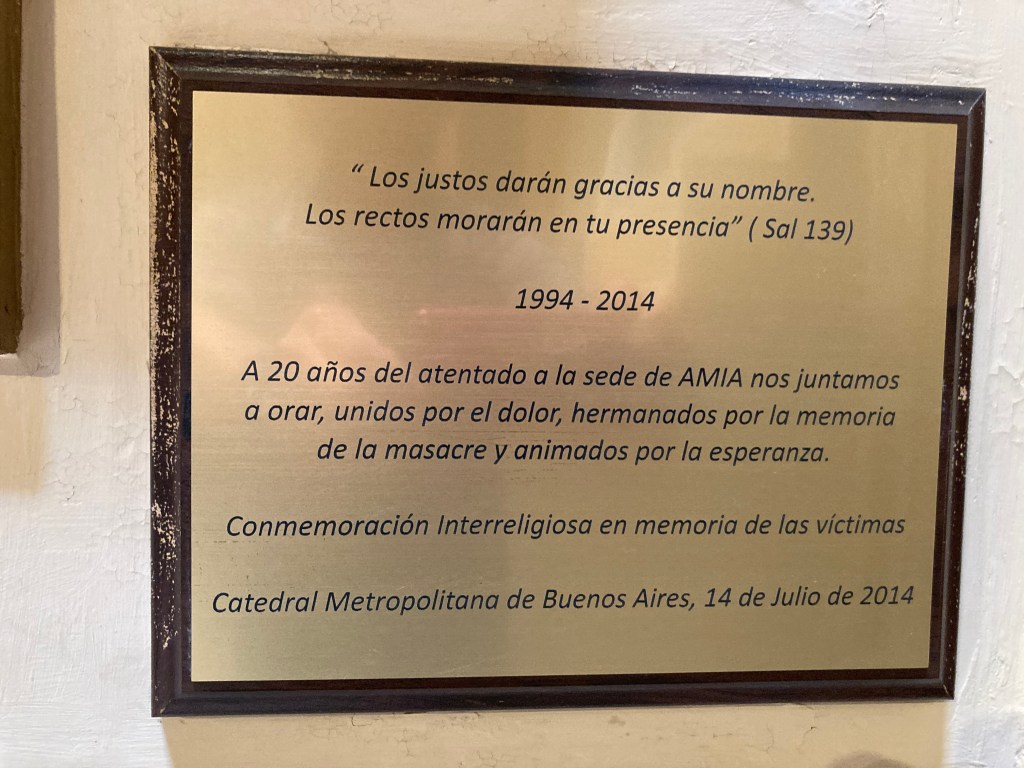 “ Los justos darán gracias a su nombre.
Los rectos morarán en tu presencia” ( Sal 139)
1994 - 2014
A 20 años del atentado a la sede de AMIA nos juntamos
a orar, unidos por el dolor, hermanados por la memoria
de la masacre y animados por la esperanza.
Conmemoración Interreligiosa en memoria de las víctimas
Catedral Metropolitana de Buenos Aires, 14 de Julio de 2014